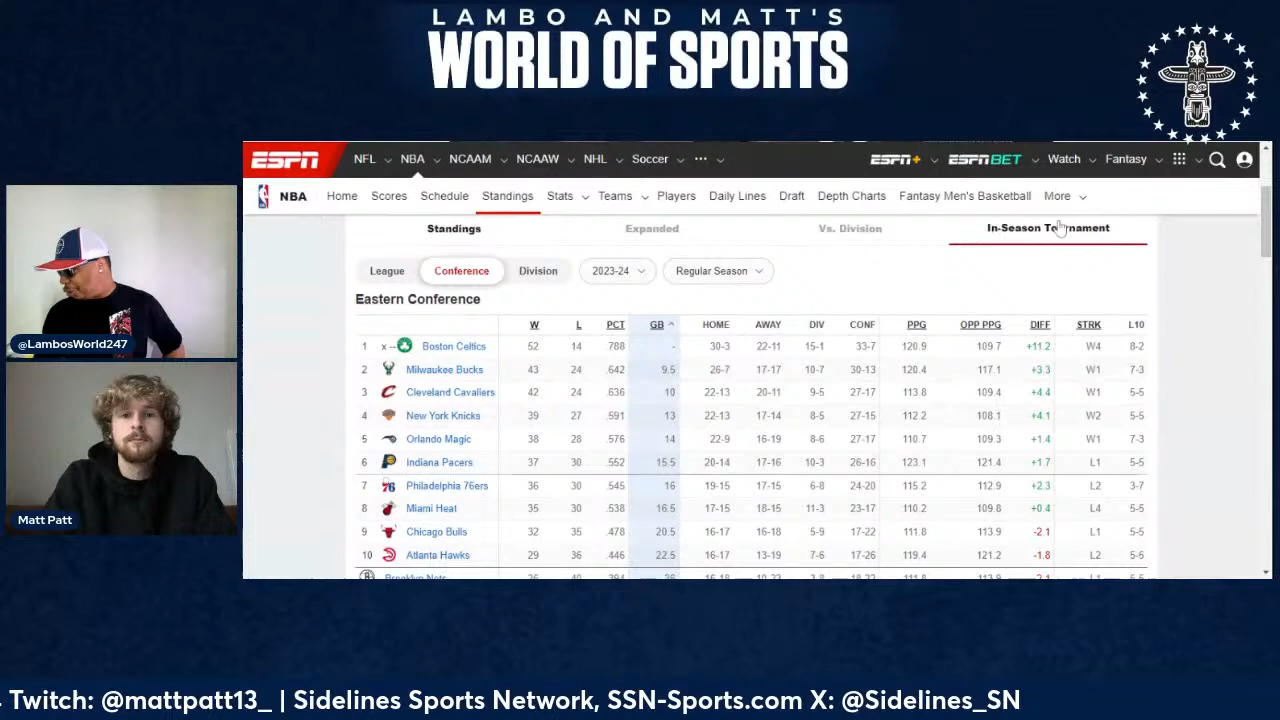 LAMBO AND MATT'S
WORLD OF SPORTS
ESPN NFL NBA NCAAM NCAAW NHL Soccer ••• ESPN+ ESPN BET Watch Fantasy
NBA Home Scores Schedule Standings Stats Teams Players Daily Lines Draft Depth Charts Fantasy Men's Basketball More
Standings Expanded Vs. Division In-Season Tournament
League Conference Division 2023-24 Regular Season
Eastern Conference
W L PCT GB HOME AWAY DIV CONF PPG OPP PPG DIFF STRK L10
1 x -- Boston Celtics 52 14 .788 - 30-3 22-11 15-1 33-7 120.9 109.7 +11.2 W4 8-2
2 Milwaukee Bucks 43 24 .642 9.5 26-7 17-17 10-7 30-13 120.4 117.1 +3.3 W1 7-3
3 Cleveland Cavaliers 42 24 .636 10 22-13 20-11 9-5 27-17 113.8 109.4 +4.4 W1 5-5
4 New York Knicks 39 27 .591 13 22-13 17-14 8-5 27-15 112.2 108.1 +4.1 W2 5-5
5 Orlando Magic 38 28 .576 14 22-9 16-19 8-6 27-17 110.7 109.3 +1.4 W1 7-3
6 Indiana Pacers 37 30 .552 15.5 20-14 17-16 10-3 26-16 123.1 121.4 +1.7 L1 5-5
7 Philadelphia 76ers 36 30 .545 16 19-15 17-15 6-8 24-20 115.2 112.9 +2.3 L2 3-7
8 Miami Heat 35 30 .538 16.5 17-15 18-15 11-3 23-17 110.2 109.8 +0.4 L4 5-5
9 Chicago Bulls 32 35 .478 20.5 16-17 16-18 5-9 17-22 111.8 113.9 -2.1 L1 5-5
10 Atlanta Hawks 29 36 .446 22.5 16-17 13-19 7-6 17-26 119.4 121.2 -1.8 L2 5-5
Brooklyn Nets 26 40 .394 26
@LambosWorld247
Matt Patt
Twitch: @mattpatt13_ | Sidelines Sports Network, SSN-Sports.com X: @Sidelines_SN